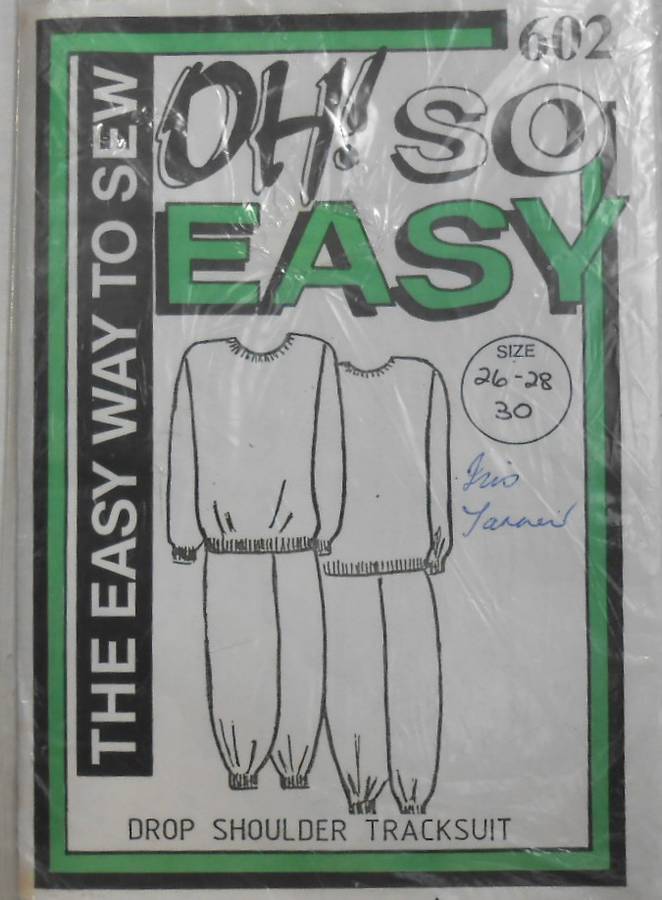 602
OH! SO
EASY
THE EASY WAY TO SEW
SIZE
26-28
30
Iris
DROP SHOULDER TRACKSUIT